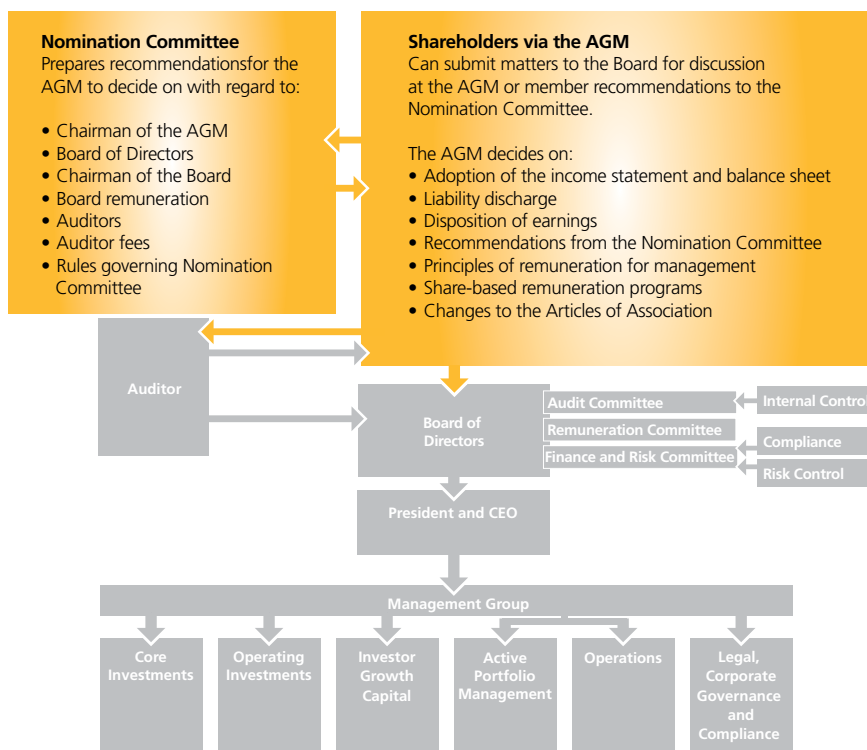 Nomination Committee
Prepares recommendationsfor the
AGM to decide on with regard to:
• Chairman of the AGM
• Board of Directors
• Chairman of the Board
• Board remuneration
• Auditors
• Auditor fees
• Rules governing Nomination
Committee
Shareholders via the AGM
Can submit matters to the Board for discussion
at the AGM or member recommendations to the
Nomination Committee.
The AGM decides on:
• Adoption of the income statement and balance sheet
• Liability discharge
• Disposition of earnings
• Recommendations from the Nomination Committee
• Principles of remuneration for management
• Share-based remuneration programs
• Changes to the Articles of Association
Auditor
Board of
Directors
Audit Committee
Remuneration Committee
Finance and Risk Committee
Internal Control
Compliance
Risk Control
President and CEO
Management Group
Core
Investments
Operating
Investments
Investor
Growth
Capital
Active
Portfolio
Management
Operations
Legal,
Corporate
Governance
and
Compliance